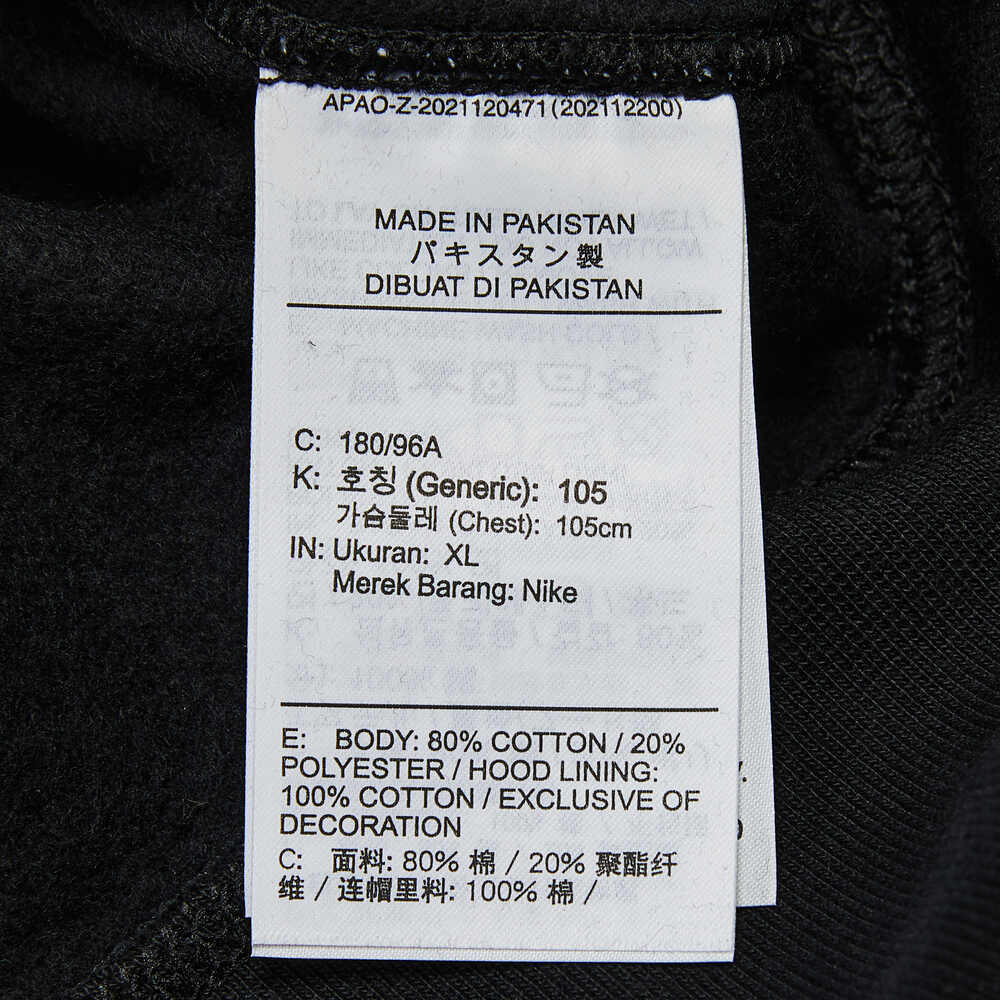 APAO-Z-2021120471(202112200)
MADE IN PAKISTAN
パキスタン製
DIBUAT DI PAKISTAN
C: 180/96A
K: 호칭 (Generic): 105
가슴둘레 (Chest): 105cm
IN: Ukuran: XL
Merek Barang: Nike
E: BODY: 80% COTTON / 20%
POLYESTER / HOOD LINING:
100% COTTON / EXCLUSIVE OF
DECORATION
C: 面料: 80% 棉 / 20% 聚酯纤
维 / 连帽里料: 100% 棉 /